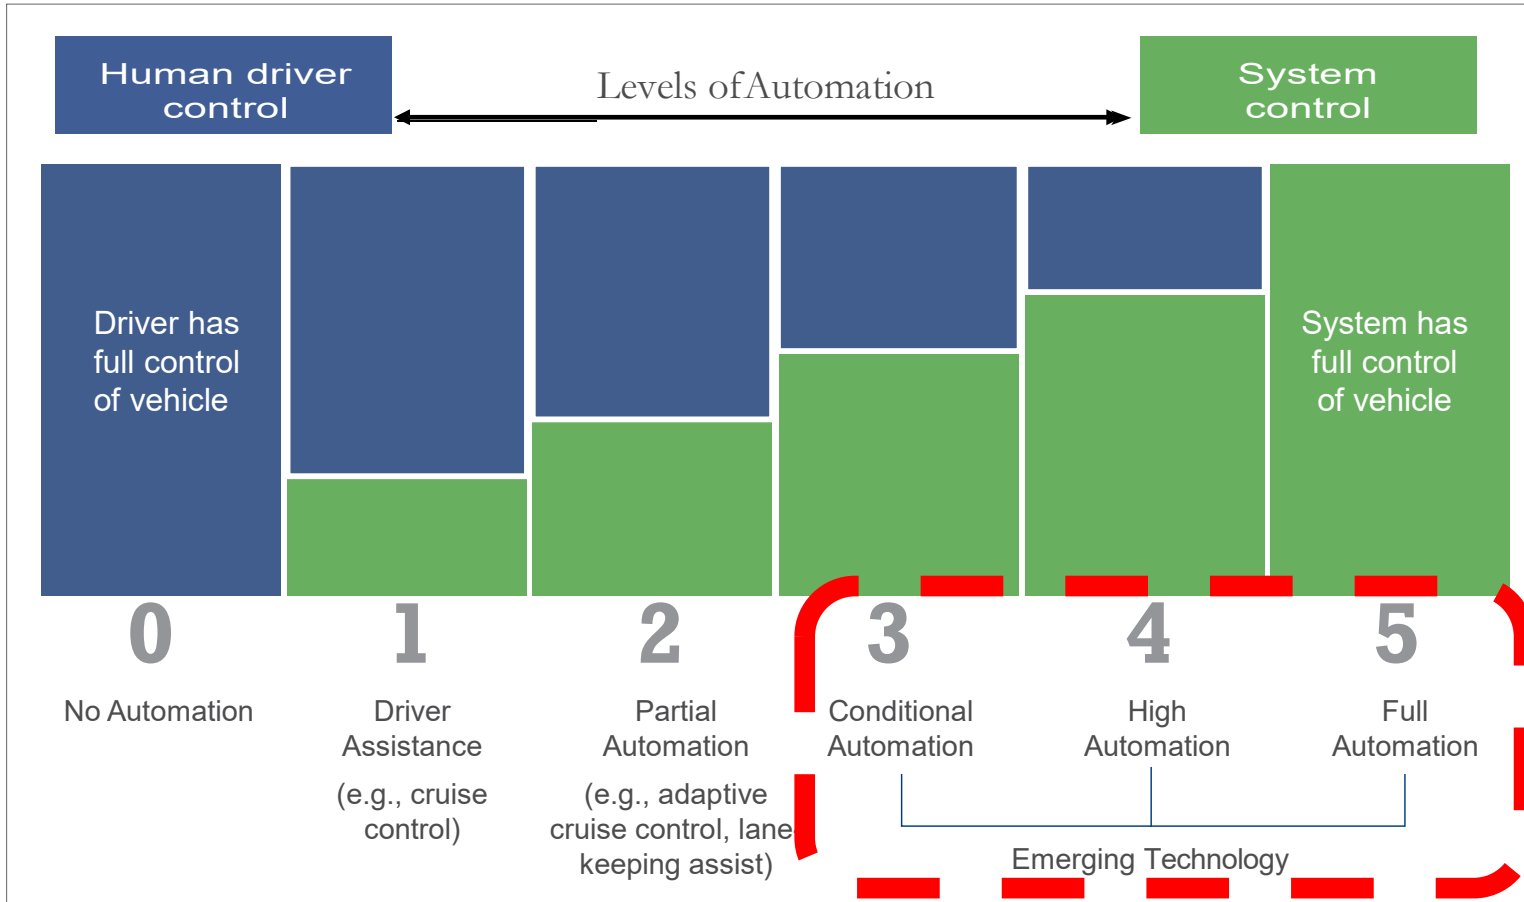 Human driver
control
Levels of Automation
System
control
Driver has
full control
of vehicle
System has
full control
of vehicle
0
1
2
3
4
5
No Automation
Driver
Assistance
(e.g., cruise
control)
Partial
Automation
(e.g., adaptive
cruise control, lane-
keeping assist)
Conditional
Automation
High
Automation
Full
Automation
Emerging Technology